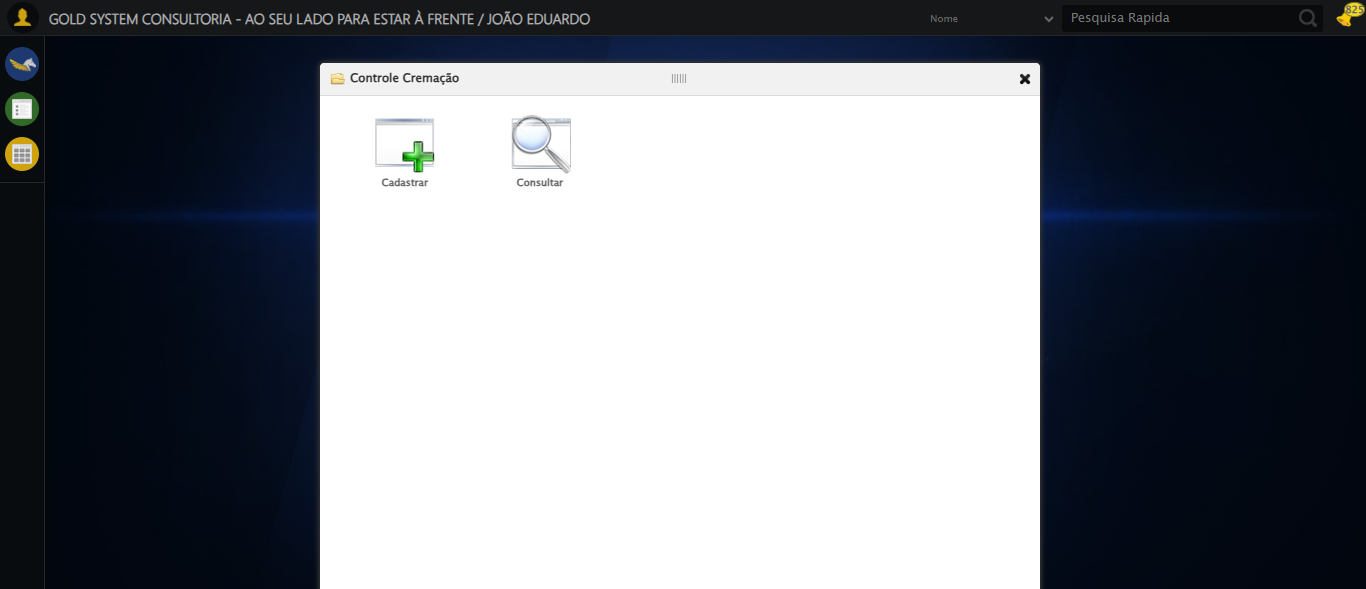 GOLD SYSTEM CONSULTORIA - AO SEU LADO PARA ESTAR À FRENTE / JOÃO EDUARDO
Nome
Pesquisa Rapida
825
Controle Cremação
Cadastrar
Consultar